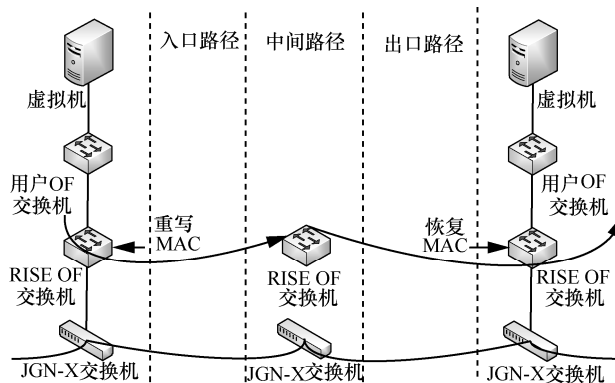 入口路径
中间路径
出口路径
虚拟机
虚拟机
用户OF
交换机
用户OF
交换机
重写
MAC
恢复
MAC
RISE OF
交换机
RISE OF
交换机
RISE OF
交换机
JGN-X交换机
JGN-X交换机
JGN-X交换机